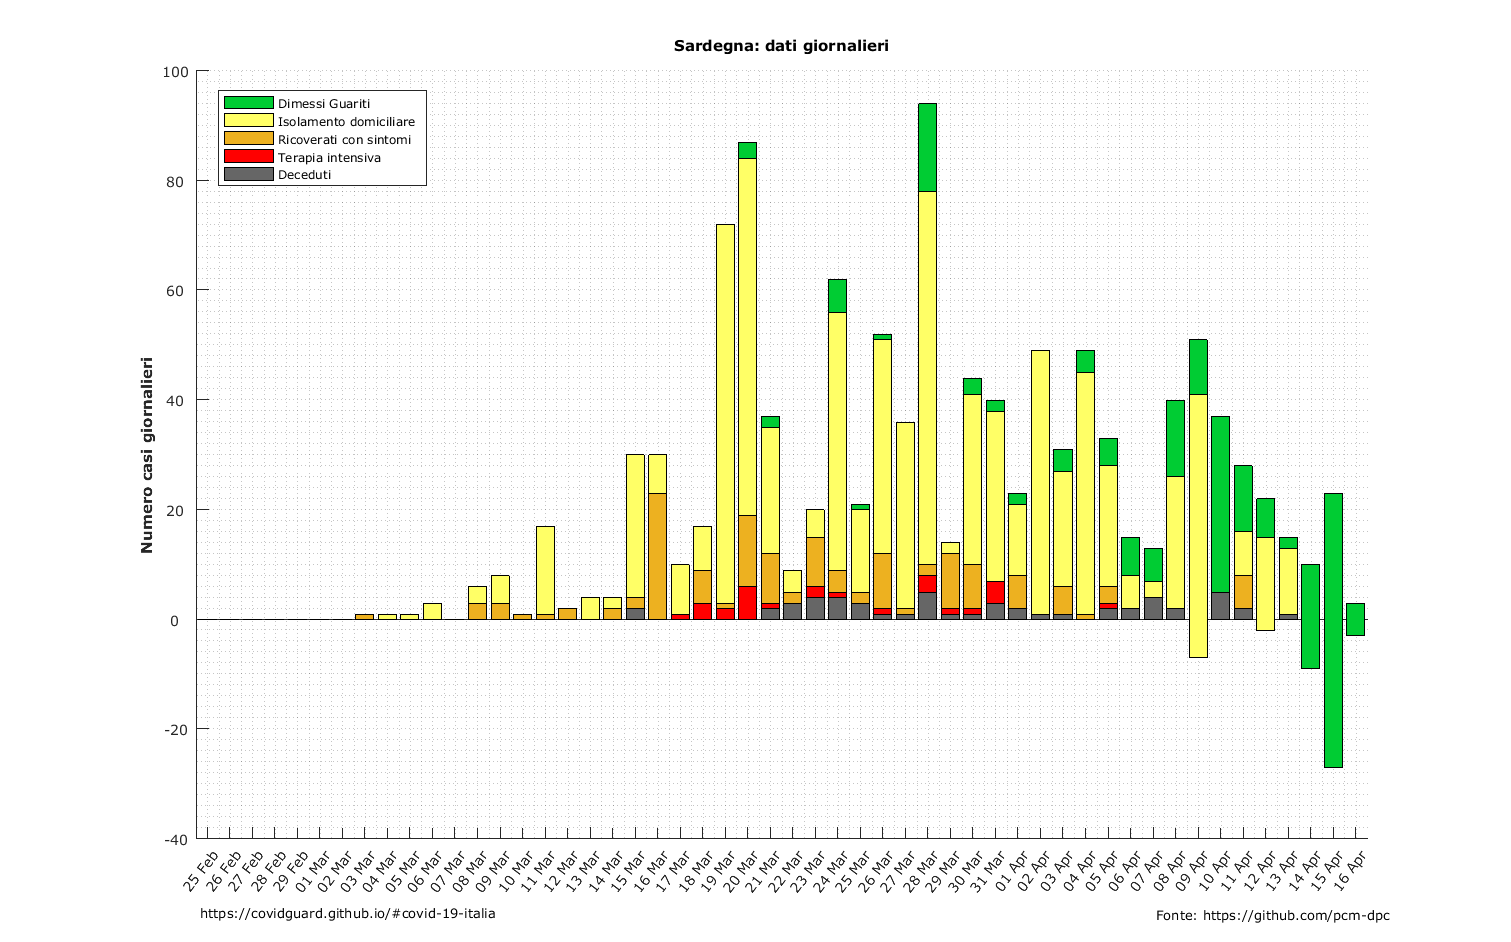 Sardegna: dati giornalieri
100
80
60
40
20
0
-20
-40
Numero casi giornalieri
Dimessi Guariti
Isolamento domiciliare
Ricoverati con sintomi
Terapia intensiva
Deceduti
25 Feb
26 Feb
27 Feb
28 Feb
29 Feb
01 Mar
02 Mar
03 Mar
04 Mar
05 Mar
06 Mar
07 Mar
08 Mar
09 Mar
10 Mar
11 Mar
12 Mar
13 Mar
14 Mar
15 Mar
16 Mar
17 Mar
18 Mar
19 Mar
20 Mar
21 Mar
22 Mar
23 Mar
24 Mar
25 Mar
26 Mar
27 Mar
28 Mar
29 Mar
30 Mar
31 Mar
01 Apr
02 Apr
03 Apr
04 Apr
05 Apr
06 Apr
07 Apr
08 Apr
09 Apr
10 Apr
11 Apr
12 Apr
13 Apr
14 Apr
15 Apr
16 Apr
https://covidguard.github.io/#covid-19-italia
Fonte: https://github.com/pcm-dpc